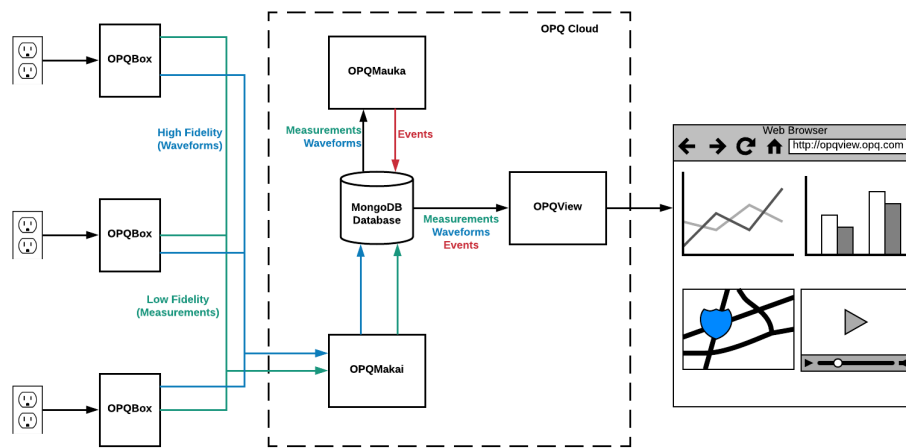 OPQ Cloud
OPQBox
OPQMauka
Web Browser
http://opqview.opq.com
High Fidelity
(Waveforms)
Measurements
Waveforms
Events
OPQBox
MongoDB
Database
OPQView
Measurements
Waveforms
Events
Low Fidelity
(Measurements)
OPQMakai
OPQBox